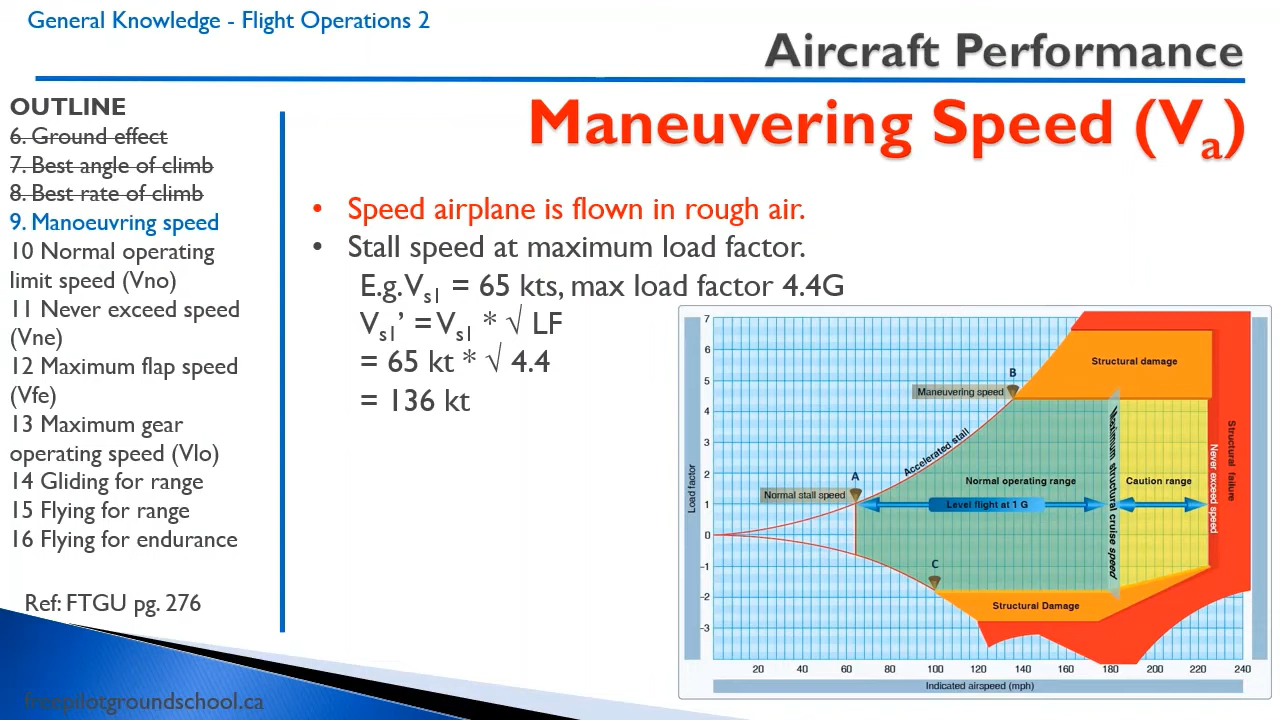 General Knowledge - Flight Operations 2
Aircraft Performance
OUTLINE
6. Ground effect
7. Best angle of climb
8. Best rate of climb
9. Manoeuvring speed
10 Normal operating
limit speed (Vno)
11 Never exceed speed
(Vne)
12 Maximum flap speed
(Vfe)
13 Maximum gear
operating speed (Vlo)
14 Gliding for range
15 Flying for range
16 Flying for endurance
Ref: FTGU pg. 276
freepilotgroundschool.ca
Maneuvering Speed (Va)
• Speed airplane is flown in rough air.
• Stall speed at maximum load factor.
E.g. Vs1 = 65 kts, max load factor 4.4G
Vs1' = Vs1 * √ LF
= 65 kt * √ 4.4
= 136 kt
Load factor
7
6
5
4
3
2
1
0
–1
–2
–3
Structural damage
B
Maneuvering speed
Accelerated stall
A
Normal stall speed
Normal operating range
Level flight at 1 G
Maximum structural cruise speed
Caution range
Never exceed speed
Structural failure
C
Structural Damage
20 40 60 80 100 120 140 160 180 200 220 240
Indicated airspeed (mph)